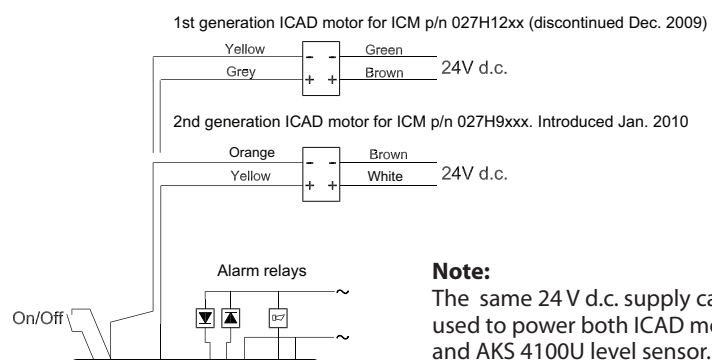 1st generation ICAD motor for ICM p/n 027H12xx (discontinued Dec. 2009)
Yellow - - Green
Grey + + Brown
24V d.c.
2nd generation ICAD motor for ICM p/n 027H9xxx. Introduced Jan. 2010
Orange - - Brown
Yellow + + White
24V d.c.
Alarm relays
On/Off
~
~
Note:
The same 24 V d.c. supply ca
used to power both ICAD mo
and AKS 4100U level sensor.